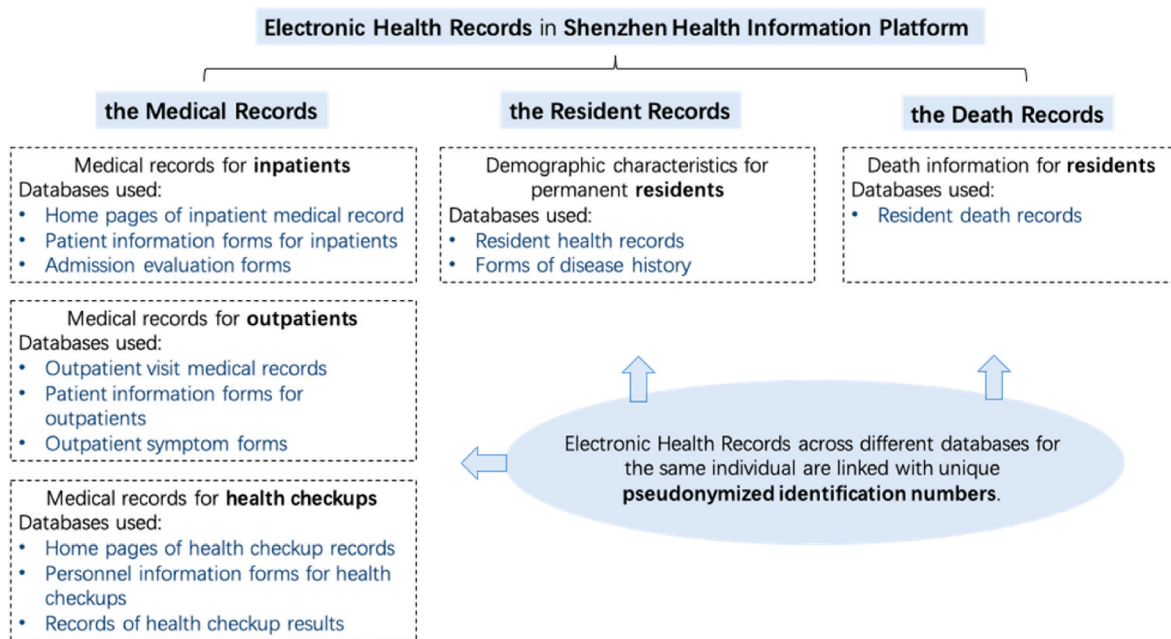 Electronic Health Records in Shenzhen Health Information Platform
the Medical Records
Medical records for inpatients
Databases used:
• Home pages of inpatient medical record
• Patient information forms for inpatients
• Admission evaluation forms
Medical records for outpatients
Databases used:
• Outpatient visit medical records
• Patient information forms for
outpatients
• Outpatient symptom forms
Medical records for health checkups
Databases used:
• Home pages of health checkup records
• Personnel information forms for health
checkups
• Records of health checkup results
the Resident Records
Demographic characteristics for
permanent residents
Databases used:
• Resident health records
• Forms of disease history
the Death Records
Death information for residents
Databases used:
• Resident death records
Electronic Health Records across different databases for
the same individual are linked with unique
pseudonymized identification numbers.